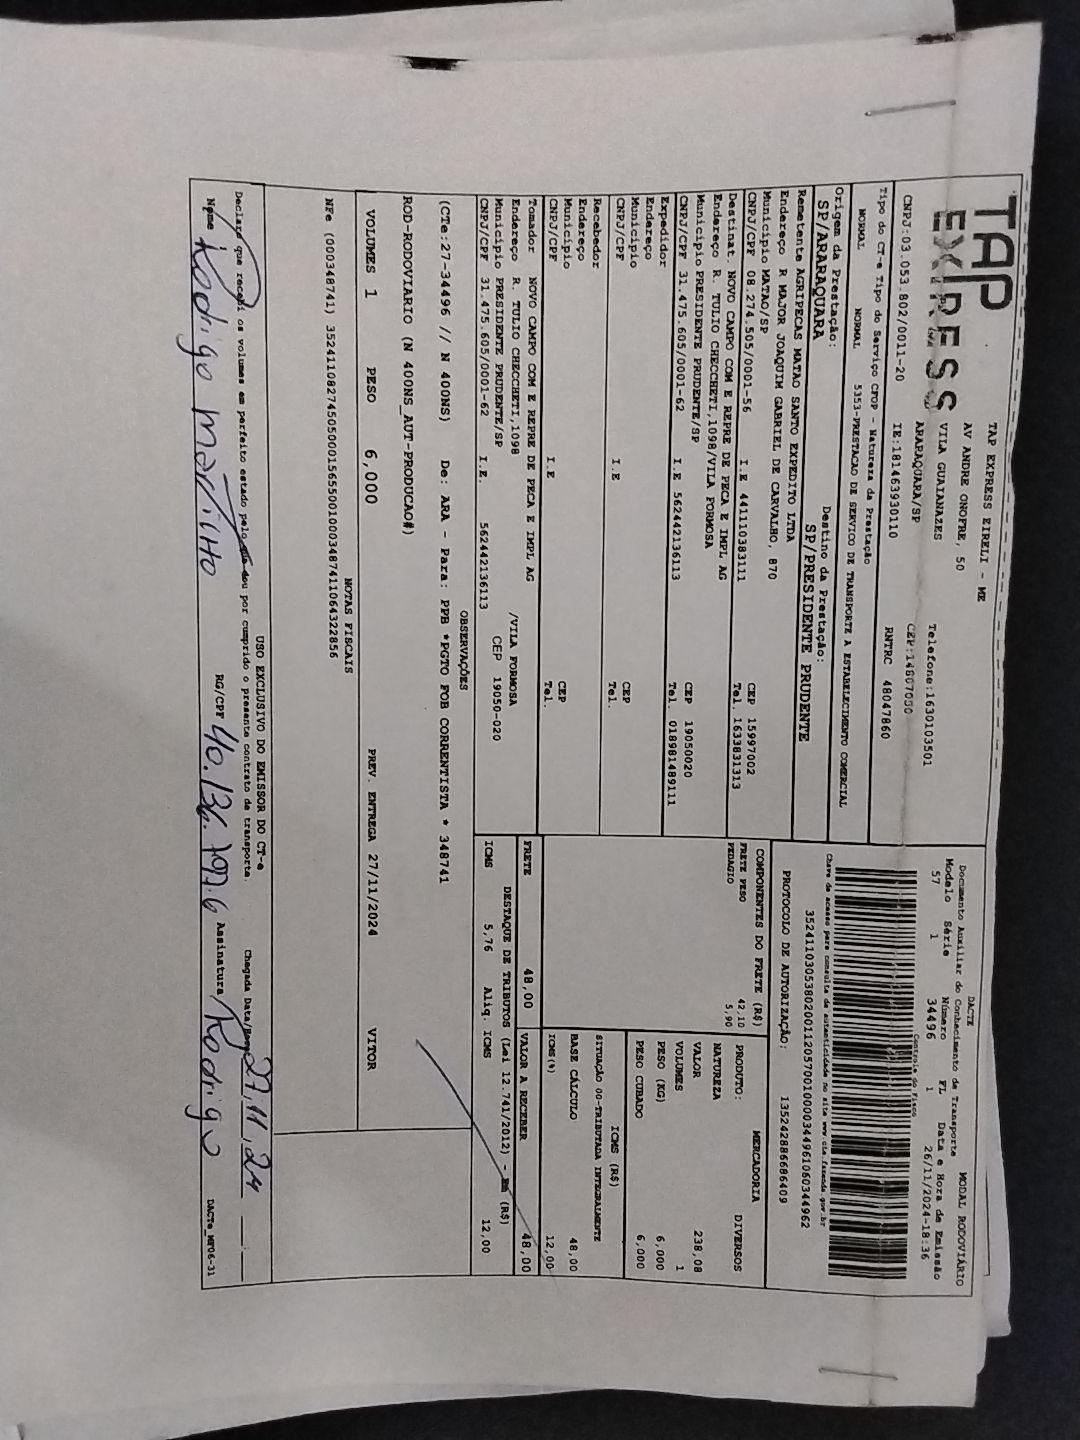 TAP EXPRESS
TAP EXPRESS EIRELI - ME
AV ANDRE ONOFRE, 50
VILA GUAIANAZES Telefone:1630103501
ARARAQUARA/SP CEP:14807050
CNPJ:03.053.802/0011-20 IE:181463930110 RNTRC 48047860
Tipo do CT-e Tipo do Serviço CFOP - Natureza da Prestação
NORMAL NORMAL 5353-PRESTACAO DE SERVICO DE TRANSPORTE A ESTABELECIMENTO COMERCIAL
Origem da Prestação: Destino da Prestação:
SP/ARARAQUARA SP/PRESIDENTE PRUDENTE
Remetente AGRIPECAS MATAO SANTO EXPEDITO LTDA
Endereço R MAJOR JOAQUIM GABRIEL DE CARVALHO, 870
Município MATAO/SP CEP 15997002
CNPJ/CPF 08.274.505/0001-56 I.E 441110383111 Tel. 1633831313
Destinat. NOVO CAMPO COM E REPRE DE PECA E IMPL AG
Endereço R. TULIO CHECCHETI,1098/VILA FORMOSA
Município PRESIDENTE PRUDENTE/SP CEP 19050020
CNPJ/CPF 31.475.605/0001-62 I.E 562442136113 Tel. 018981489111
Expedidor
Endereço
Município CEP
CNPJ/CPF I.E Tel.
Recebedor
Endereço
Município CEP
CNPJ/CPF I.E Tel.
Tomador NOVO CAMPO COM E REPRE DE PECA E IMPL AG
Endereço R. TULIO CHECCHETI,1098 /VILA FORMOSA
Município PRESIDENTE PRUDENTE/SP CEP 19050-020
CNPJ/CPF 31.475.605/0001-62 I.E. 562442136113
DACTE MODAL RODOVIÁRIO
Documento Auxiliar do Conhecimento de Transporte
Modelo Série Número FL Data e Hora de Emissão
57 1 34496 1 26/11/2024-18:36
Controle do Fisco
Chave de acesso para consulta de autenticidade no site www.cte.fazenda.gov.br
35241103053802001120570010000344961060344962
PROTOCOLO DE AUTORIZAÇÃO: 135242886686409
COMPONENTES DO FRETE (R$)
FRETE PESO 42,10
PEDAGIO 5,90
MERCADORIA
PRODUTO: DIVERSOS
NATUREZA
VALOR 238,08
VOLUMES 1
PESO (KG) 6,000
PESO CUBADO 6,000
ICMS (R$)
SITUAÇÃO 00-TRIBUTADA INTEGRALMENTE
BASE CÁLCULO 48,00
ICMS(%) 12,00
FRETE 48,00 VALOR A RECEBER 48,00
DESTAQUE DE TRIBUTOS (Lei 12.741/2012) - Em (R$)
ICMS 5,76 Aliq. ICMS 12,00
OBSERVAÇÕES
(CTe:27-34496 // N 400NS) De: ARA - Para: PPB *PGTO FOB CORRENTISTA * 348741
ROD-RODOVIARIO (N 400NS_AUT-PRODUCAO#)
VOLUMES 1 PESO 6,000 PREV. ENTREGA 27/11/2024 VITOR
NOTAS FISCAIS
NFe (000348741) 35241108274505000156550010003487411064322856
USO EXCLUSIVO DO EMISSOR DO CT-e
Declaro que recebi os volumes em perfeito estado pelo que dou por cumprido o presente contrato de transporte. Chegada Data/Hora 27,11,24
Nome Rodrigo Marilho RG/CPF Assinatura Rodrigo
DACTe_MF06-31